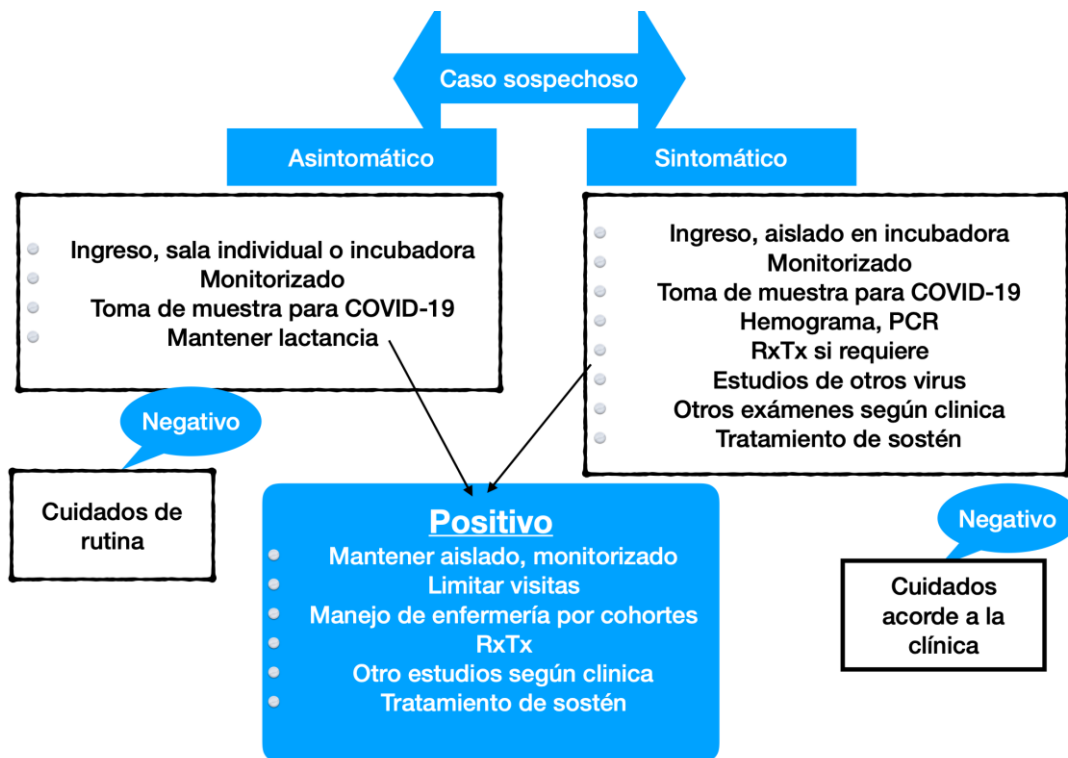 Caso sospechoso
Asintomático
Ingreso, sala individual o incubadora
Monitorizado
Toma de muestra para COVID-19
Mantener lactancia
Negativo
Cuidados de
rutina
Sintomático
Ingreso, aislado en incubadora
Monitorizado
Toma de muestra para COVID-19
Hemograma, PCR
RxTx si requiere
Estudios de otros virus
Otros exámenes según clinica
Tratamiento de sostén
Negativo
Cuidados
acorde a la
clínica
Positivo
Mantener aislado, monitorizado
Limitar visitas
Manejo de enfermería por cohortes
RxTx
Otro estudios según clinica
Tratamiento de sostén